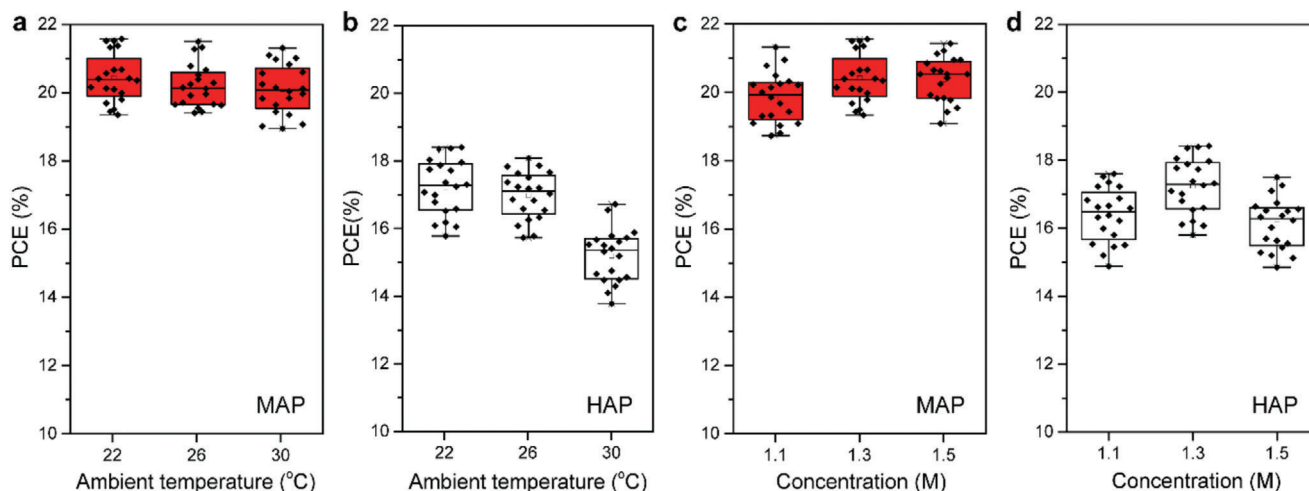 a
22
20
18
16
14
12
10
PCE (%)
22
26
30
Ambient temperature (°C)
MAP
b
22
20
18
16
14
12
10
PCE(%)
22
26
30
Ambient temperature (°C)
HAP
c
22
20
18
16
14
12
10
PCE (%)
1.1
1.3
1.5
Concentration (M)
MAP
d
22
20
18
16
14
12
10
PCE (%)
1.1
1.3
1.5
Concentration (M)
HAP